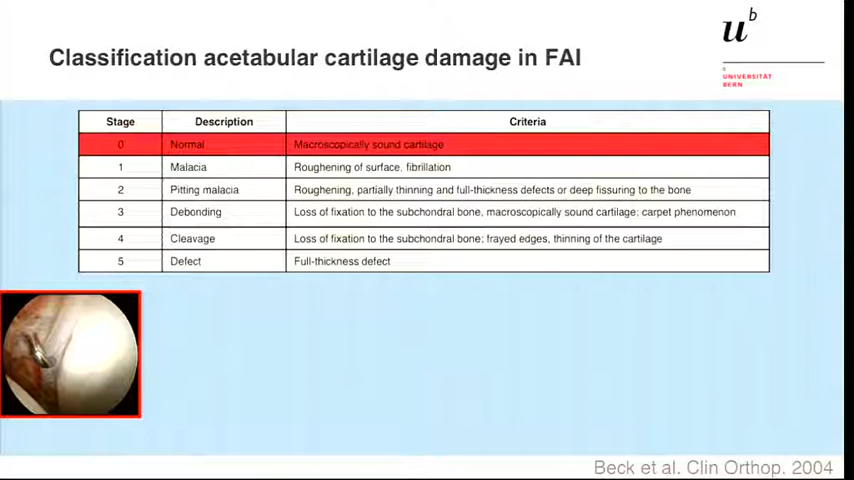 u b
Classification acetabular cartilage damage in FAI
UNIVERSITÄT
BERN
Stage Description Criteria
0 Normal Macroscopically sound cartilage
1 Malacia Roughening of surface, fibrillation
2 Pitting malacia Roughening, partially thinning and full-thickness defects or deep fissuring to the bone
3 Debonding Loss of fixation to the subchondral bone, macroscopically sound cartilage; carpet phenomenon
4 Cleavage Loss of fixation to the subchondral bone; frayed edges, thinning of the cartilage
5 Defect Full-thickness defect
Beck et al. Clin Orthop. 2004